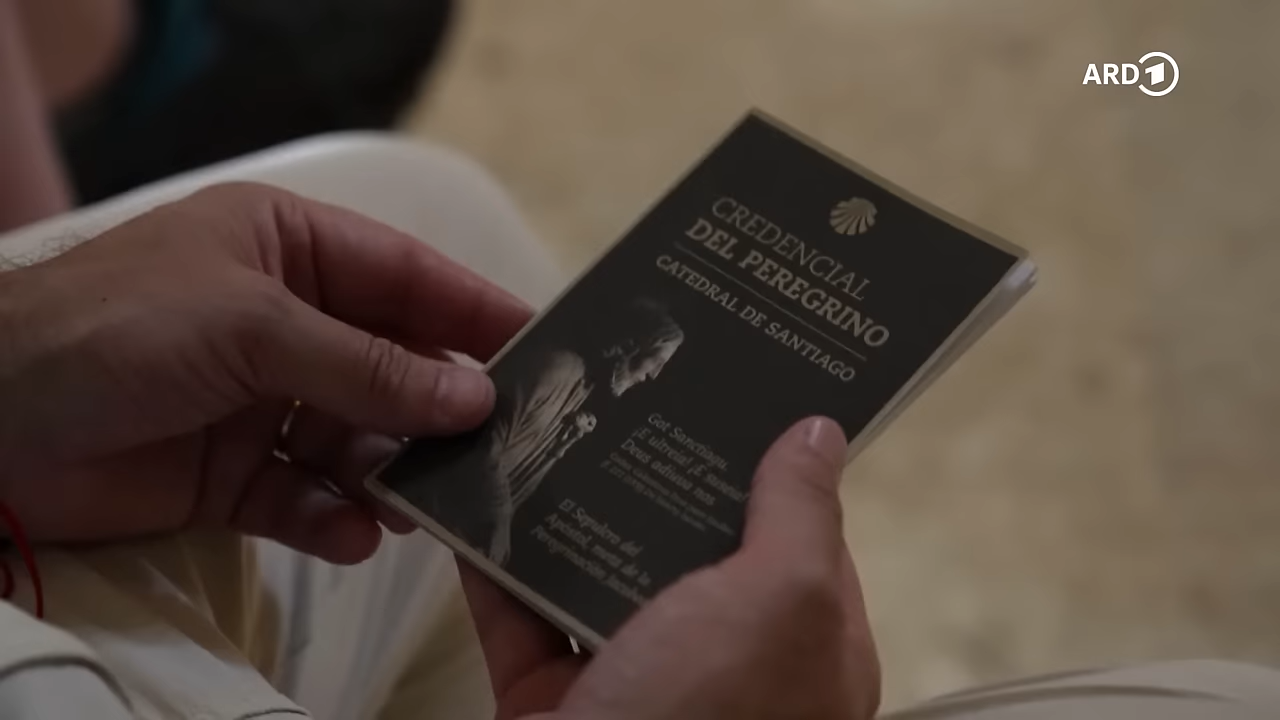 ARD 1
CREDENCIAL
DEL PEREGRINO
CATEDRAL DE SANTIAGO
Got Sanctiagu,
¡E ultreia! ¡E suseia!
Deus adiuva nos
El Sepulcro del
Apóstol, meta de la
Peregrinación